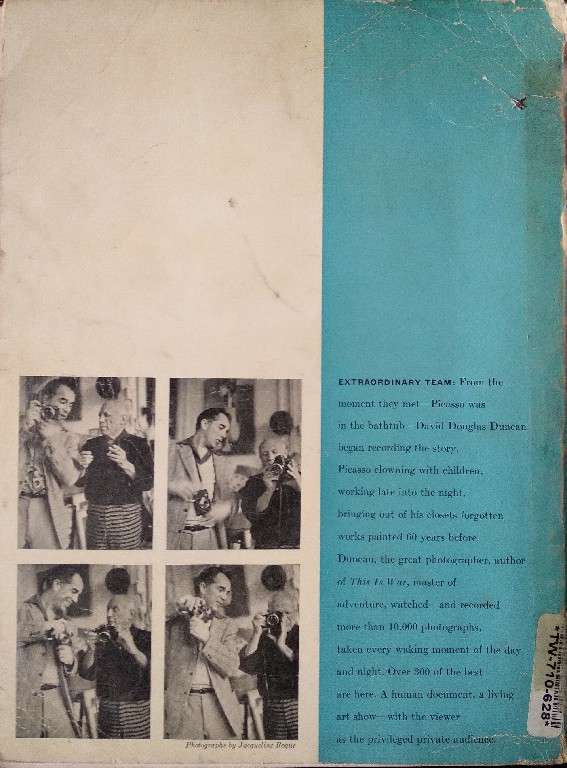 EXTRAORDINARY TEAM: From the
moment they met Picasso was
in the bathtub David Douglas Duncan
began recording the story.
Picasso clowning with children,
working late into the night,
bringing out of his closets forgotten
works painted 60 years before.
Duncan, the great photographer, author
of This Is War, master of
adventure, watched—and recorded
more than 10,000 photographs,
taken every waking moment of the day
and night. Over 300 of the best
are here. A human document, a living
art show—with the viewer
as the privileged private audience.
Photographs by Jacqueline Roque
*TW-710-628*